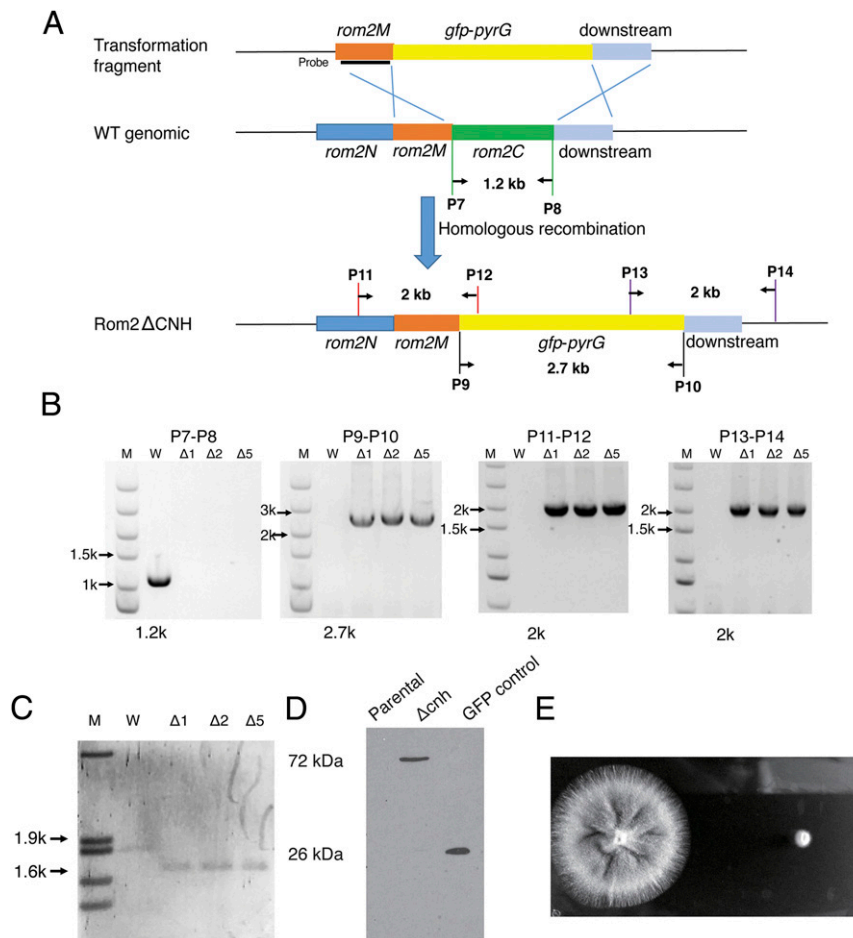 A
Transformation fragment
rom2M
gfp-pyrG
downstream
Probe
WT genomic
rom2N
rom2M
rom2C
downstream
1.2 kb
P7
P8
Homologous recombination
P11
P12
P13
P14
2 kb
2 kb
Rom2ΔCNH
rom2N
rom2M
gfp-pyrG
downstream
2.7 kb
P9
P10
B
P7-P8
P9-P10
P11-P12
P13-P14
M W Δ1 Δ2 Δ5
M W Δ1 Δ2 Δ5
M W Δ1 Δ2 Δ5
M W Δ1 Δ2 Δ5
1.5k
1k
3k
2k
2k
1.5k
2k
1.5k
1.2k
2.7k
2k
2k
C
M W Δ1 Δ2 Δ5
1.9k
1.6k
D
Parental
Δcnh
GFP control
72 kDa
26 kDa
E